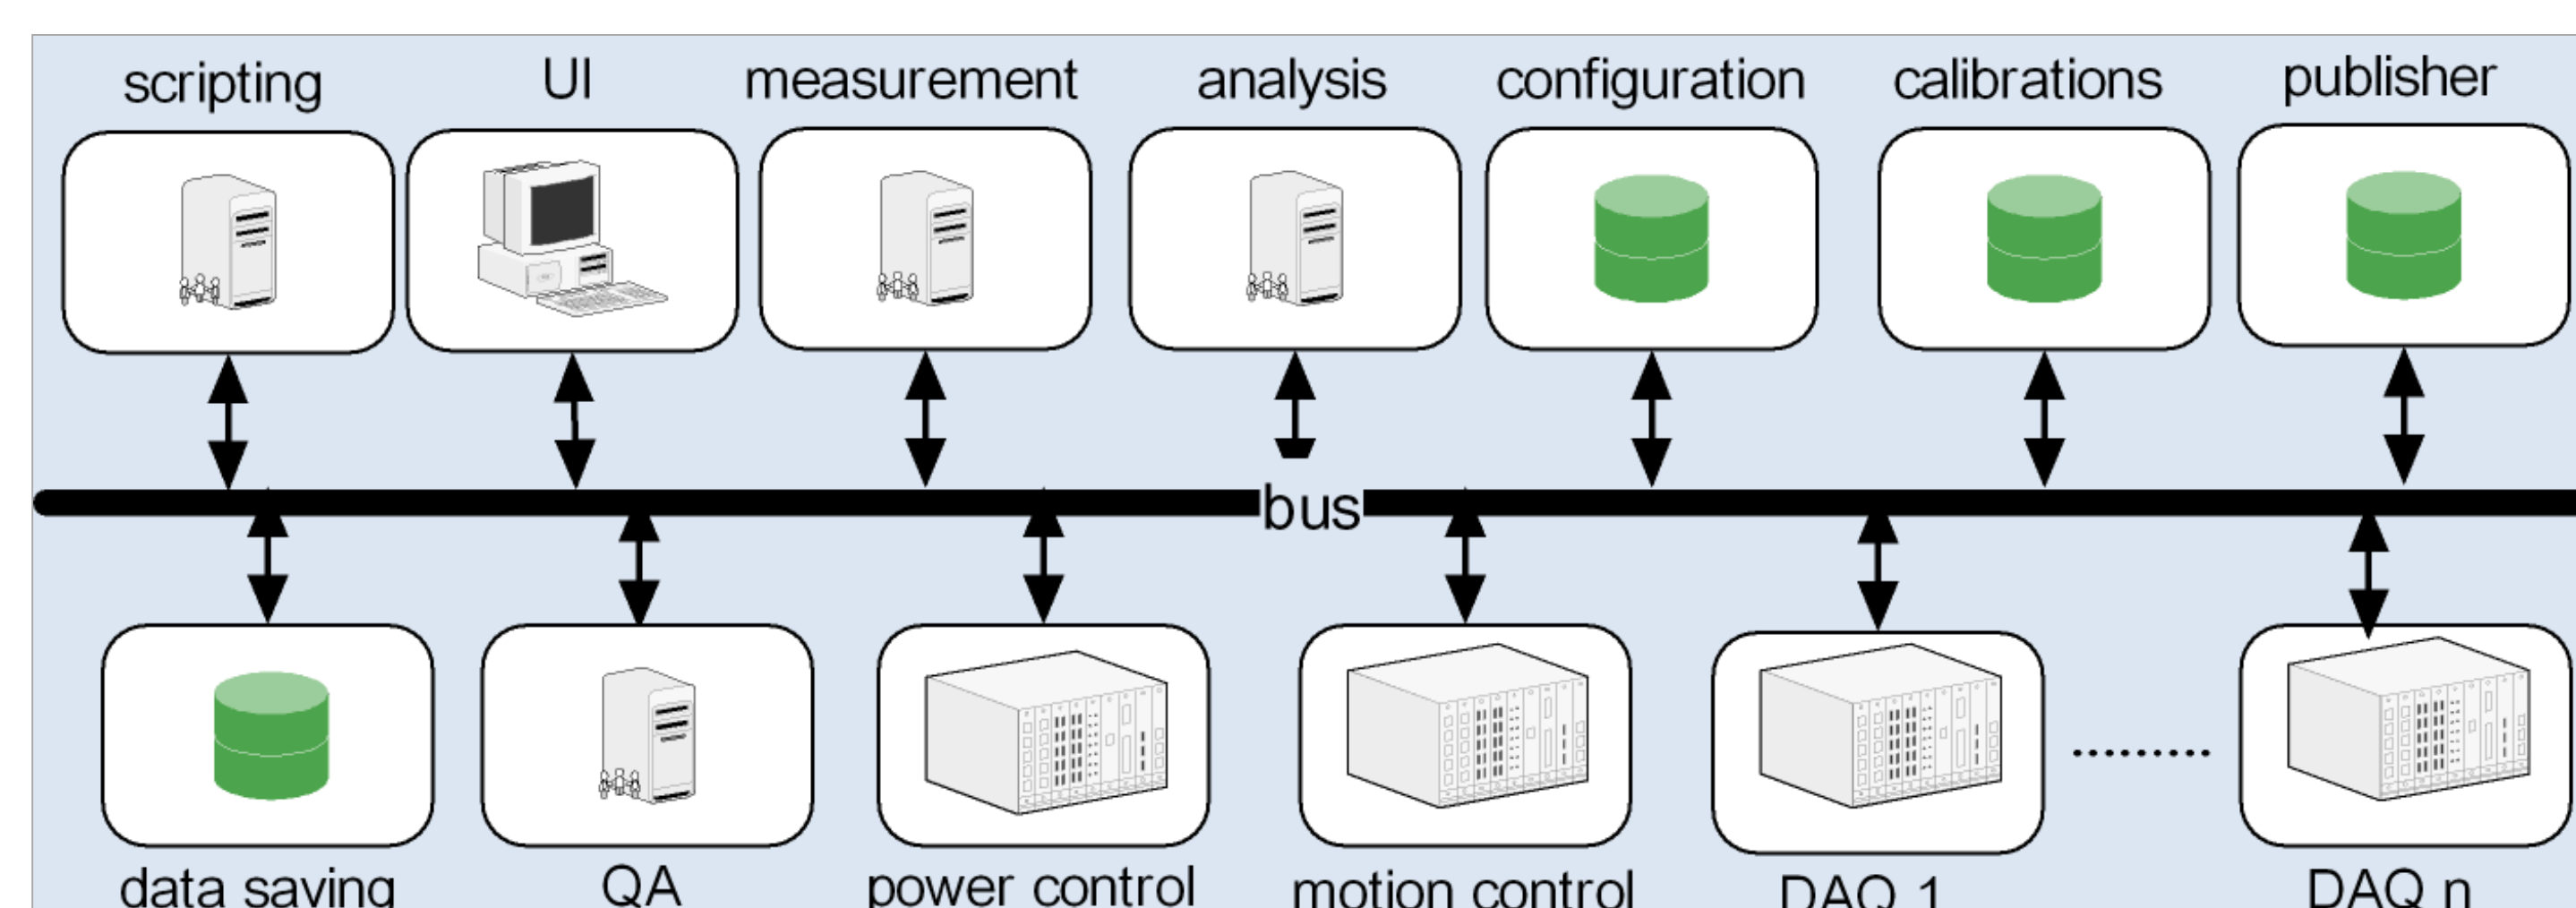 scripting UI measurement analysis configuration calibrations publisher
bus
data saving QA power control motion control DAQ 1 DAQ n